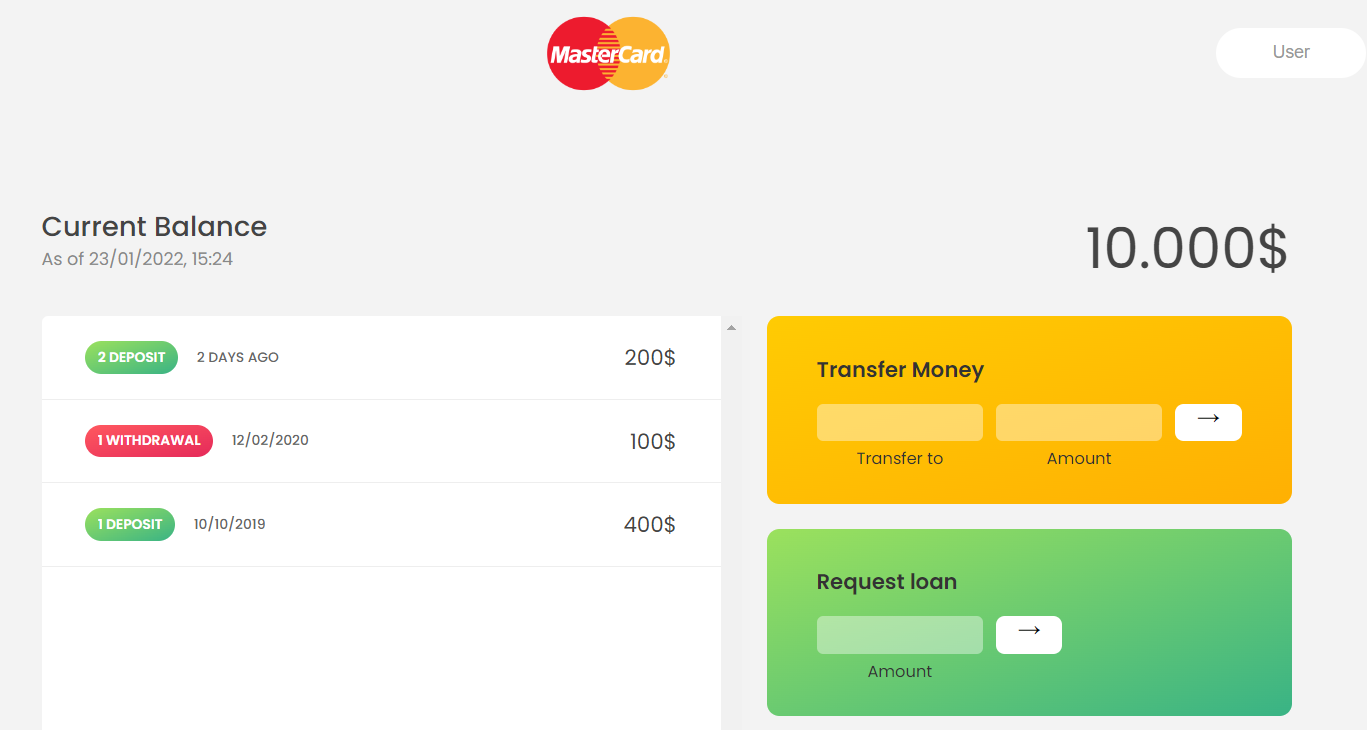 MasterCard
User
Current Balance
As of 23/01/2022, 15:24
10.000$
2 DEPOSIT 2 DAYS AGO 200$
1 WITHDRAWAL 12/02/2020 100$
1 DEPOSIT 10/10/2019 400$
Transfer Money
→
Transfer to Amount
Request loan
→
Amount